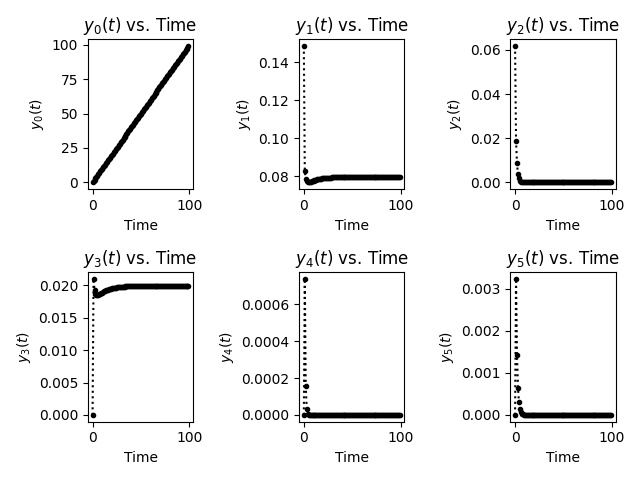 y0(t) vs. Time
y1(t) vs. Time
y2(t) vs. Time
100
75
50
25
0
y0(t)
0
100
Time
0.14
0.12
0.10
0.08
y1(t)
0
100
Time
0.06
0.04
0.02
0.00
y2(t)
0
100
Time
y3(t) vs. Time
y4(t) vs. Time
y5(t) vs. Time
0.020
0.015
0.010
0.005
0.000
y3(t)
0
100
Time
0.0006
0.0004
0.0002
0.0000
y4(t)
0
100
Time
0.003
0.002
0.001
0.000
y5(t)
0
100
Time